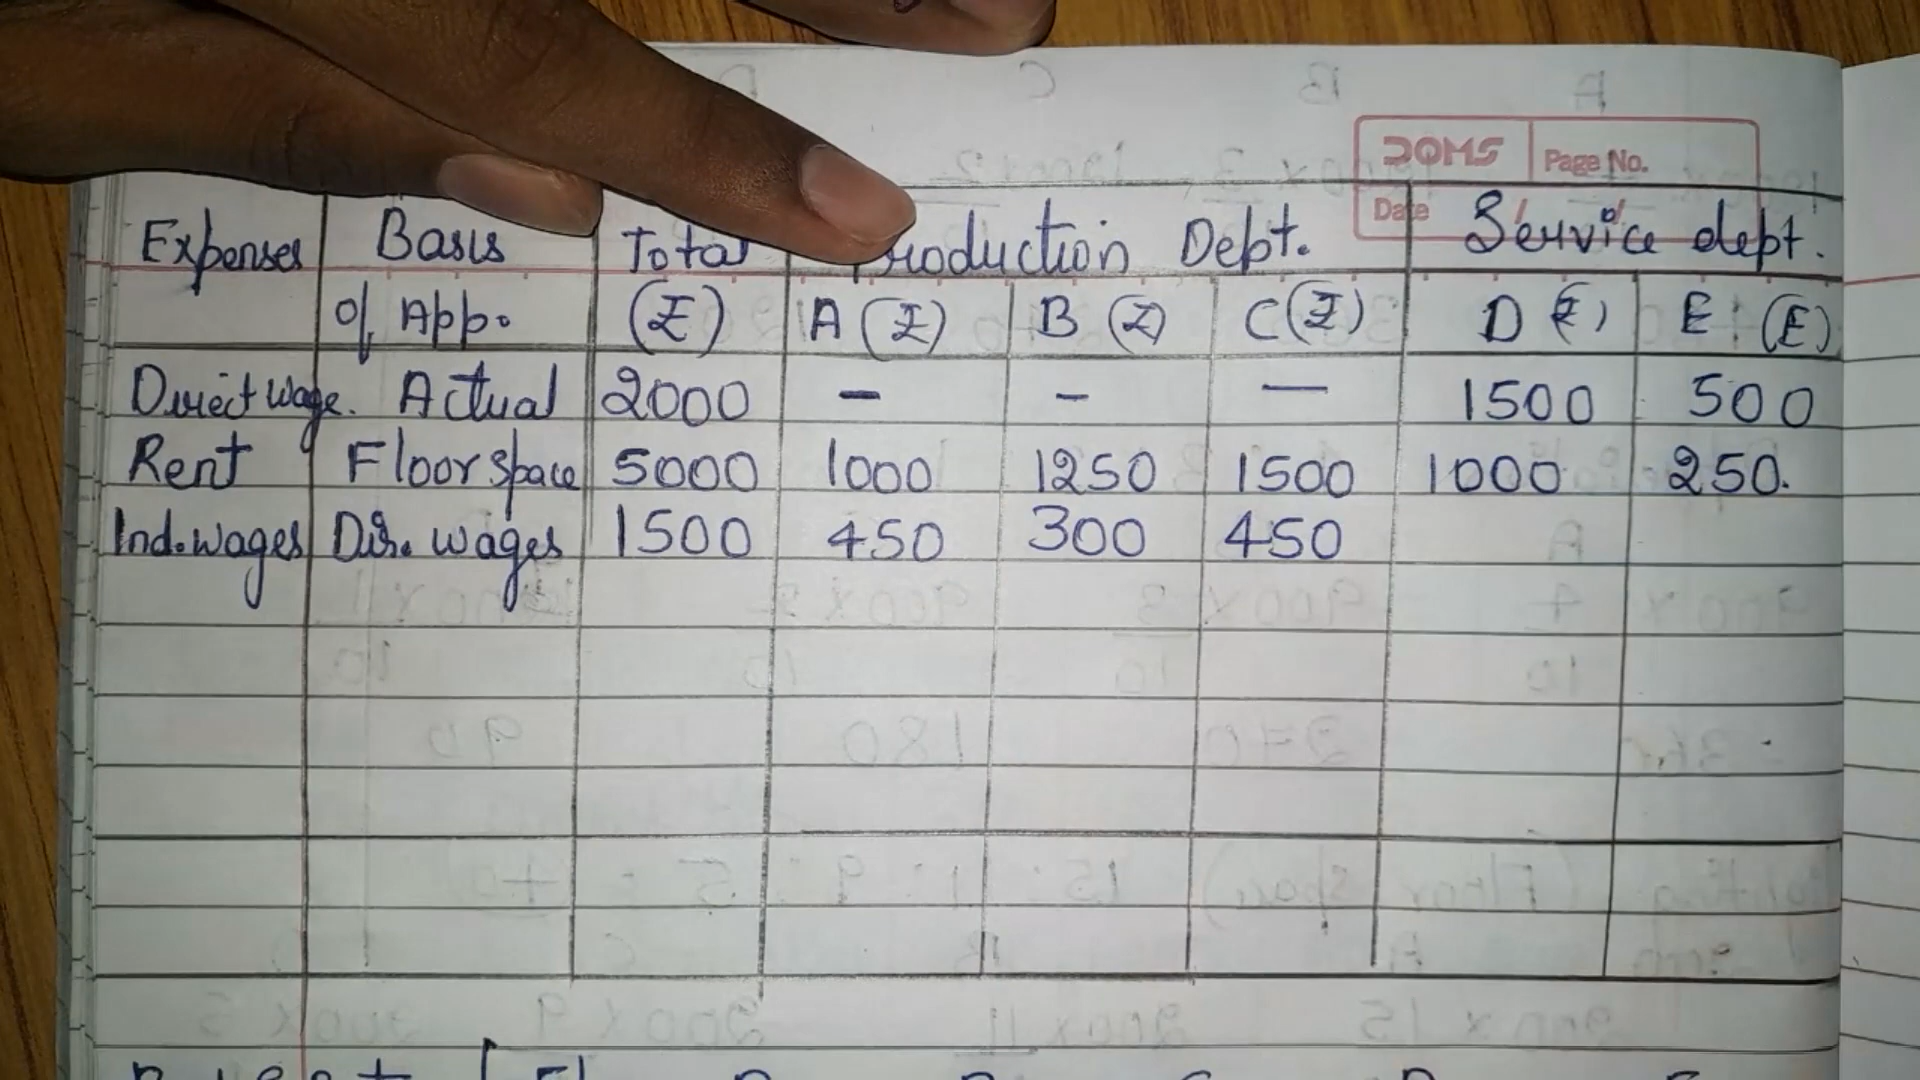 DOMS Page No.
Date
Expenses Basis Total Production Dept. Service dept.
of App. (₹) A (₹) B (₹) C (₹) D (₹) E (₹)
Direct wage. Actual 2000 - - - 1500 500
Rent Floor space 5000 1000 1250 1500 1000 250.
Ind. wages Dir. wages 1500 450 300 450